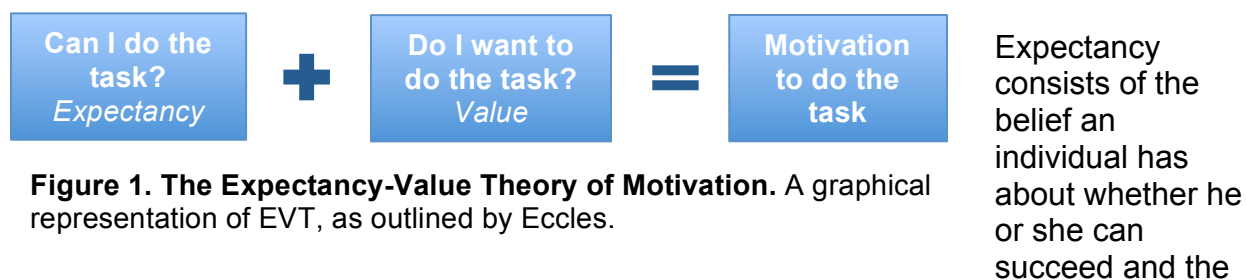 Can I do the
task?
Expectancy
+
Do I want to
do the task?
Value
=
Motivation
to do the
task
Figure 1. The Expectancy-Value Theory of Motivation. A graphical
representation of EVT, as outlined by Eccles.
Expectancy
consists of the
belief an
individual has
about whether he
or she can
succeed and the